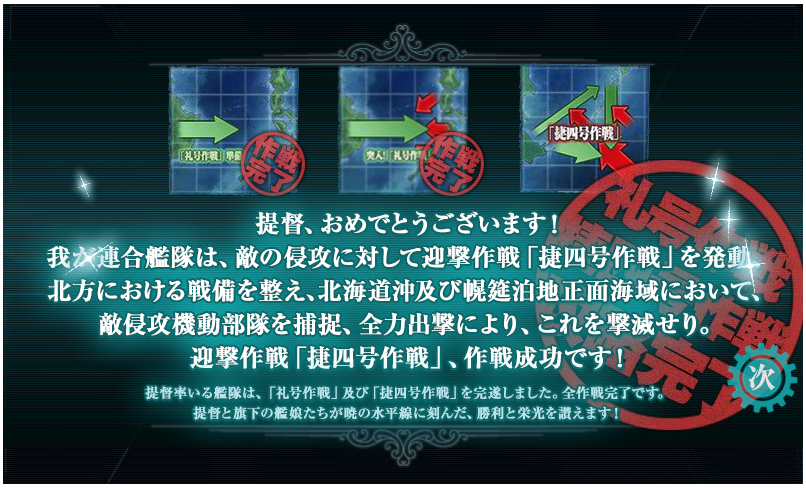 「礼号作戦」準備
作戦
完了
突入!「礼号作戦
作戦
完了
「捷四号作戦」
礼号作戦
作戦
完了
提督、おめでとうございます!
我が連合艦隊は、敵の侵攻に対して迎撃作戦「捷四号作戦」を発動、
北方における戦備を整え、北海道沖及び幌筵泊地正面海域において、
敵侵攻機動部隊を捕捉、全力出撃により、これを撃滅せり。
迎撃作戦「捷四号作戦」、作戦成功です!
次
提督率いる艦隊は、「礼号作戦」及び「捷四号作戦」を完遂しました。全作戦完了です。
提督と旗下の艦娘たちが暁の水平線に刻んだ、勝利と栄光を讃えます!